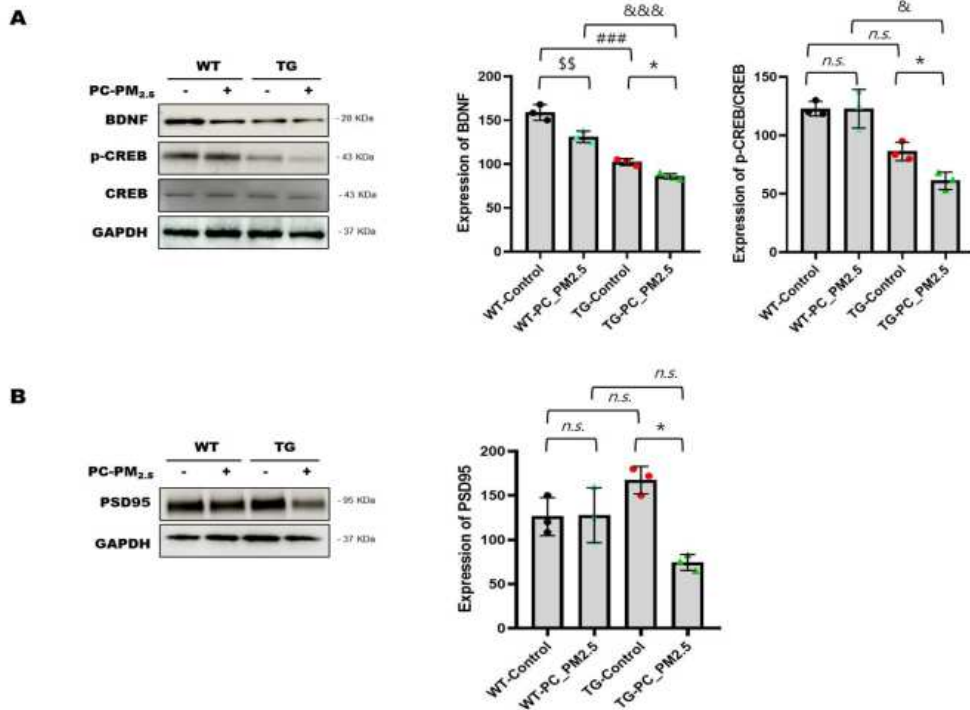 A
WT TG
PC-PM2.5 - + - +
BDNF - 28 KDa
p-CREB - 43 KDa
CREB - 43 KDa
GAPDH - 37 KDa
&&&
###
$$ *
Expression of BDNF
200
150
100
50
0
WT-Control
WT-PC_PM2.5
TG-Control
TG-PC_PM2.5
&
n.s.
n.s. *
Expression of p-CREB/CREB
150
100
50
0
WT-Control
WT-PC_PM2.5
TG-Control
TG-PC_PM2.5
B
WT TG
PC-PM2.5 - + - +
PSD95 - 95 KDa
GAPDH - 37 KDa
n.s.
n.s.
n.s. *
Expression of PSD95
200
150
100
50
0
WT-Control
WT-PC_PM2.5
TG-Control
TG-PC_PM2.5